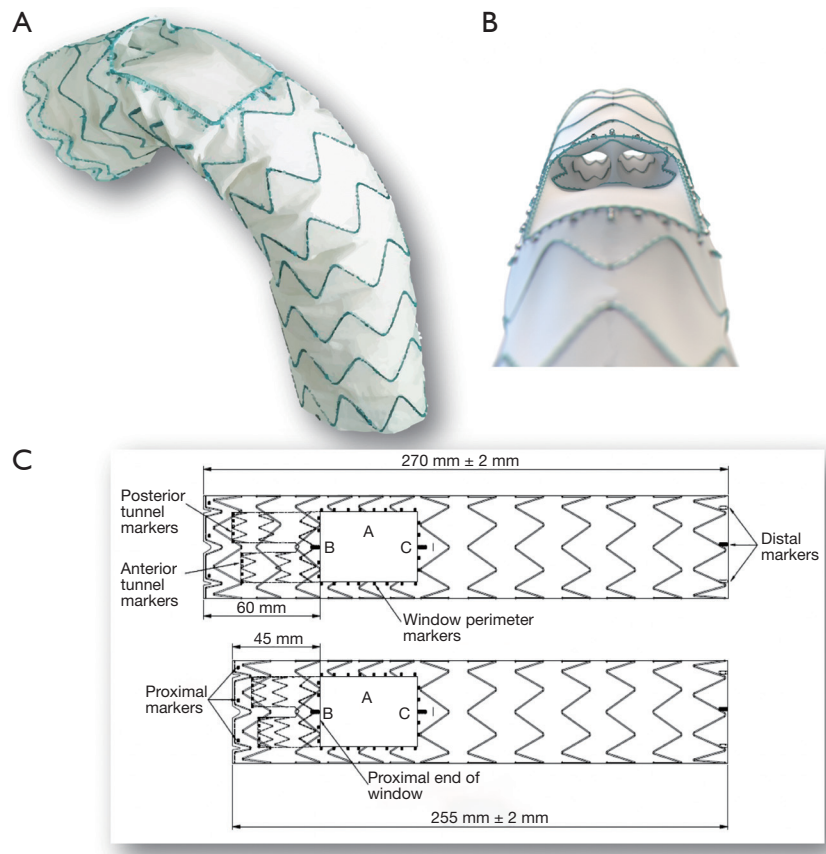 A
B
C
270 mm ± 2 mm
Posterior
tunnel
markers
A
B
C
Distal
markers
Anterior
tunnel
markers
60 mm
Window perimeter
markers
45 mm
Proximal
markers
A
B
C
Proximal end of
window
255 mm ± 2 mm